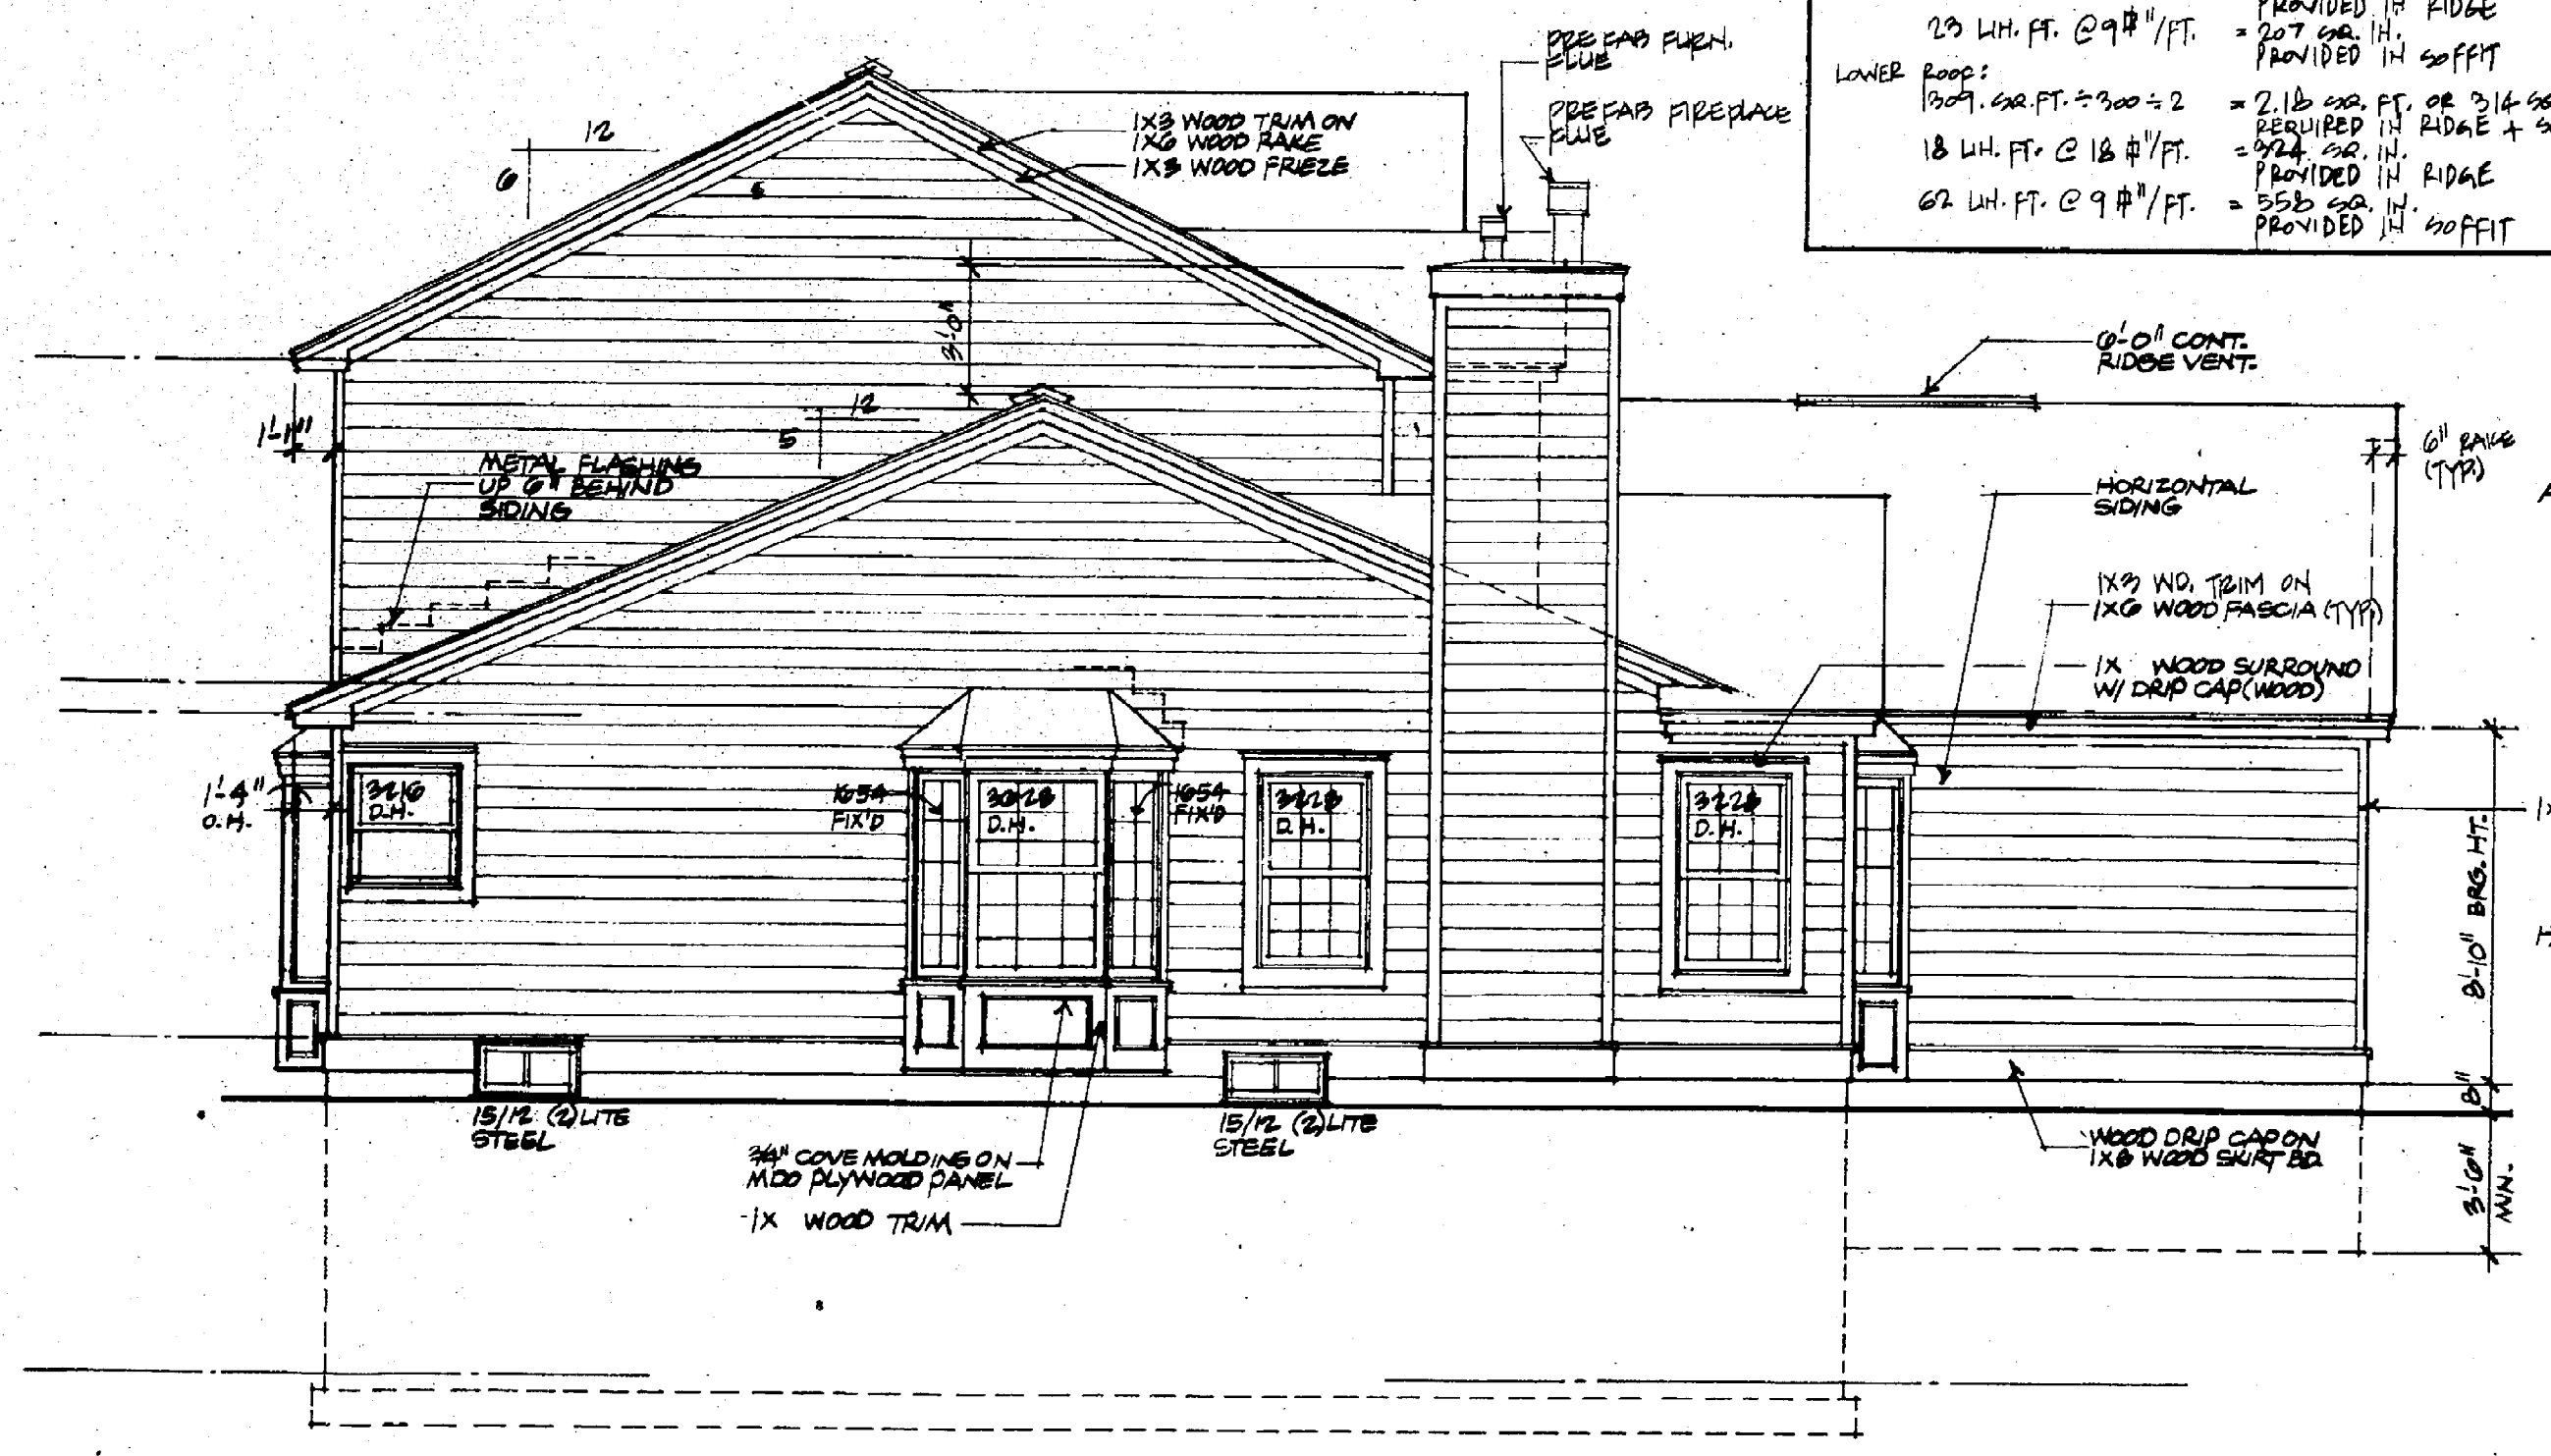 PROVIDED IN RIDGE
23 LIN. FT. @ 9 #"/FT. = 207 SQ. IN.
PROVIDED IN SOFFIT
LOWER ROOF:
1309. SQ.FT. ÷ 300 ÷ 2 = 2.18 SQ. FT. OR 314 SQ
REQUIRED IN RIDGE + SO
18 LIN. FT. @ 18 #"/FT. = 324 SQ. IN.
PROVIDED IN RIDGE
62 LIN. FT. @ 9 #"/FT. = 558 SQ. IN.
PROVIDED IN SOFFIT
PREFAB FURN.
FLUE
PREFAB FIREPLACE
FLUE
1X3 WOOD TRIM ON
1X6 WOOD RAKE
1X3 WOOD FRIEZE
12
6
3'-0"
12
5
1'-1"
METAL FLASHING
UP 6" BEHIND
SIDING
6'-0" CONT.
RIDGE VENT.
6" RAKE
(TYP.)
HORIZONTAL
SIDING
1X3 WD. TRIM ON
1X6 WOOD FASCIA (TYP.)
1X WOOD SURROUND
W/ DRIP CAP (WOOD)
1'-4"
O.H.
3216
D.H.
1654
FIX'D
3028
D.H.
1654
FIX'D
3228
D.H.
3228
D.H.
8'-10" BRG. HT.
8"
3'-6"
MIN.
15/12 (2) LITE
STEEL
15/12 (2) LITE
STEEL
3/4" COVE MOLDING ON
MDO PLYWOOD PANEL
1X WOOD TRIM
WOOD DRIP CAP ON
1X8 WOOD SKIRT BD.